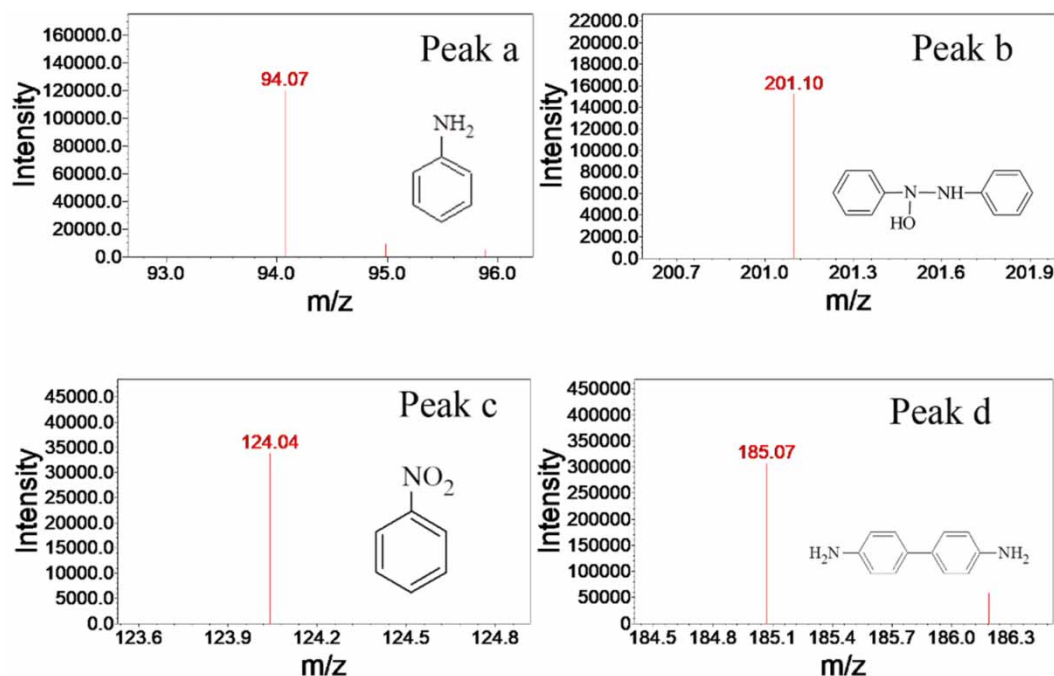 Peak a
160000.0
140000.0
120000.0
100000.0
80000.0
60000.0
40000.0
20000.0
0.0
Intensity
94.07
NH2
93.0 94.0 95.0 96.0
m/z
Peak b
22000.0
20000.0
18000.0
16000.0
14000.0
12000.0
10000.0
8000.0
6000.0
4000.0
2000.0
0.0
Intensity
201.10
N NH
HO
200.7 201.0 201.3 201.6 201.9
m/z
Peak c
45000.0
40000.0
35000.0
30000.0
25000.0
20000.0
15000.0
10000.0
5000.0
0.0
Intensity
124.04
NO2
123.6 123.9 124.2 124.5 124.8
m/z
Peak d
450000
400000
350000
300000
250000
200000
150000
100000
50000
0.0
Intensity
185.07
H2N NH2
184.5 184.8 185.1 185.4 185.7 186.0 186.3
m/z